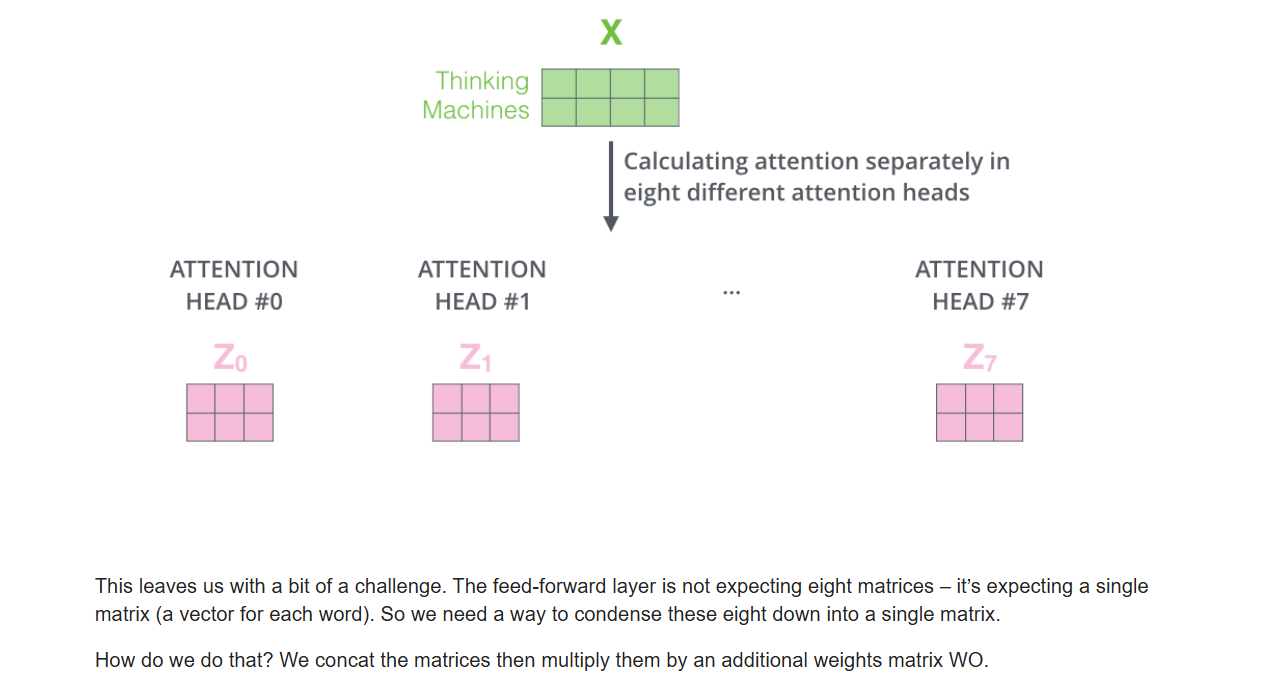 X
Thinking
Machines
Calculating attention separately in
eight different attention heads
ATTENTION
HEAD #0
ATTENTION
HEAD #1
...
ATTENTION
HEAD #7
Z0
Z1
Z7
This leaves us with a bit of a challenge. The feed-forward layer is not expecting eight matrices – it’s expecting a single
matrix (a vector for each word). So we need a way to condense these eight down into a single matrix.
How do we do that? We concat the matrices then multiply them by an additional weights matrix WO.